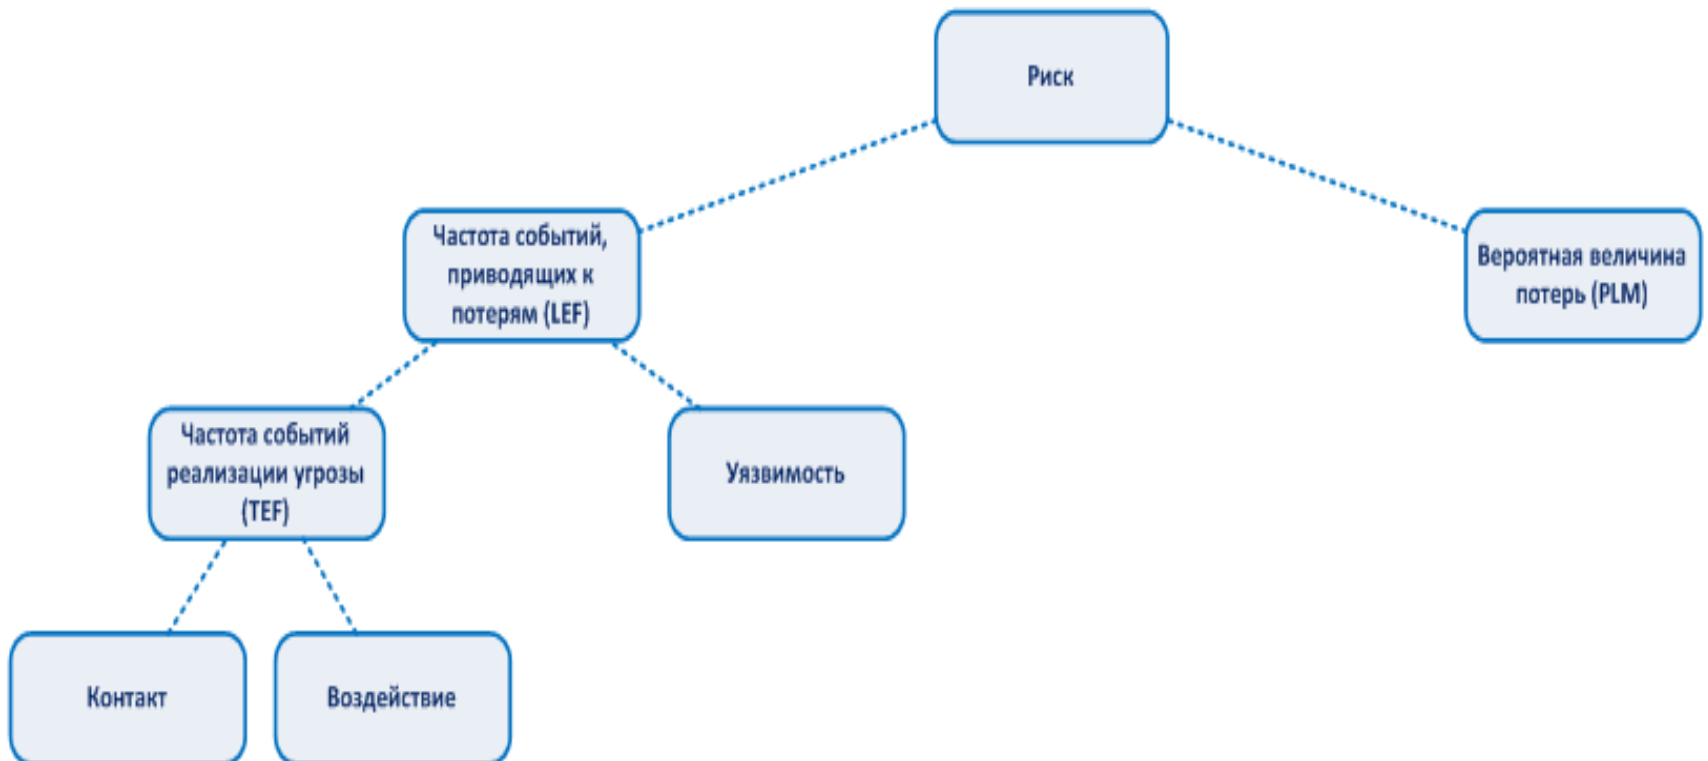 Риск
Частота событий,
приводящих к
потерям (LEF)
Вероятная величина
потерь (PLM)
Частота событий
реализации угрозы
(TEF)
Уязвимость
Контакт
Воздействие